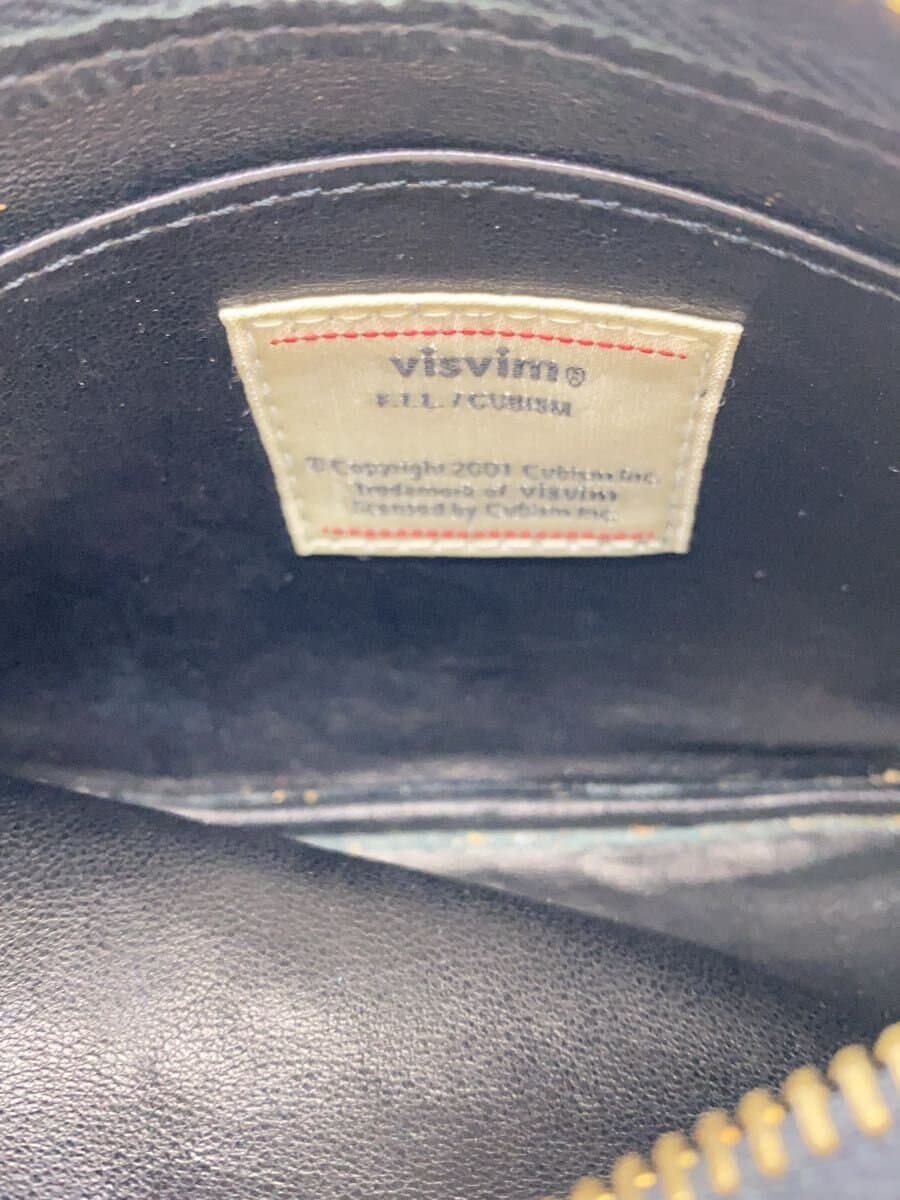 visvim®
F.I.L. / CUBISM
© Copyright 2001 Cubism Inc.
Trademark of visvim
licensed by Cubism Inc.